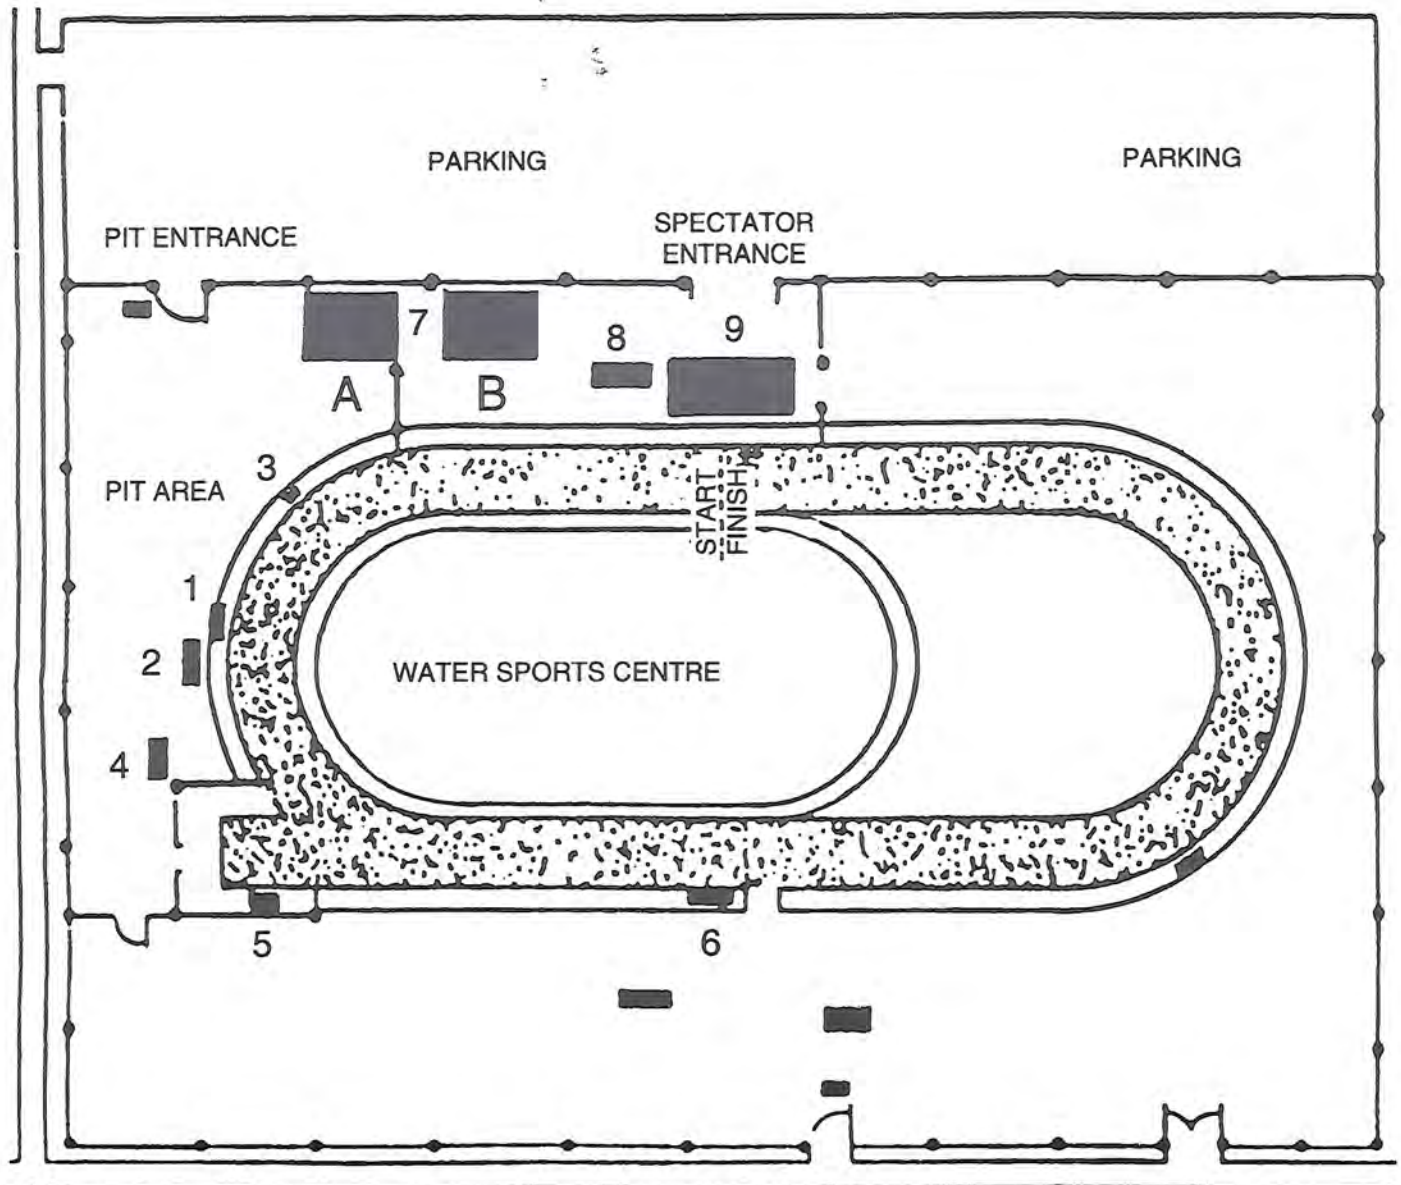 PARKING
PARKING
PIT ENTRANCE
SPECTATOR
ENTRANCE
7
8
9
A
B
3
PIT AREA
START
FINISH
1
2
WATER SPORTS CENTRE
4
5
6